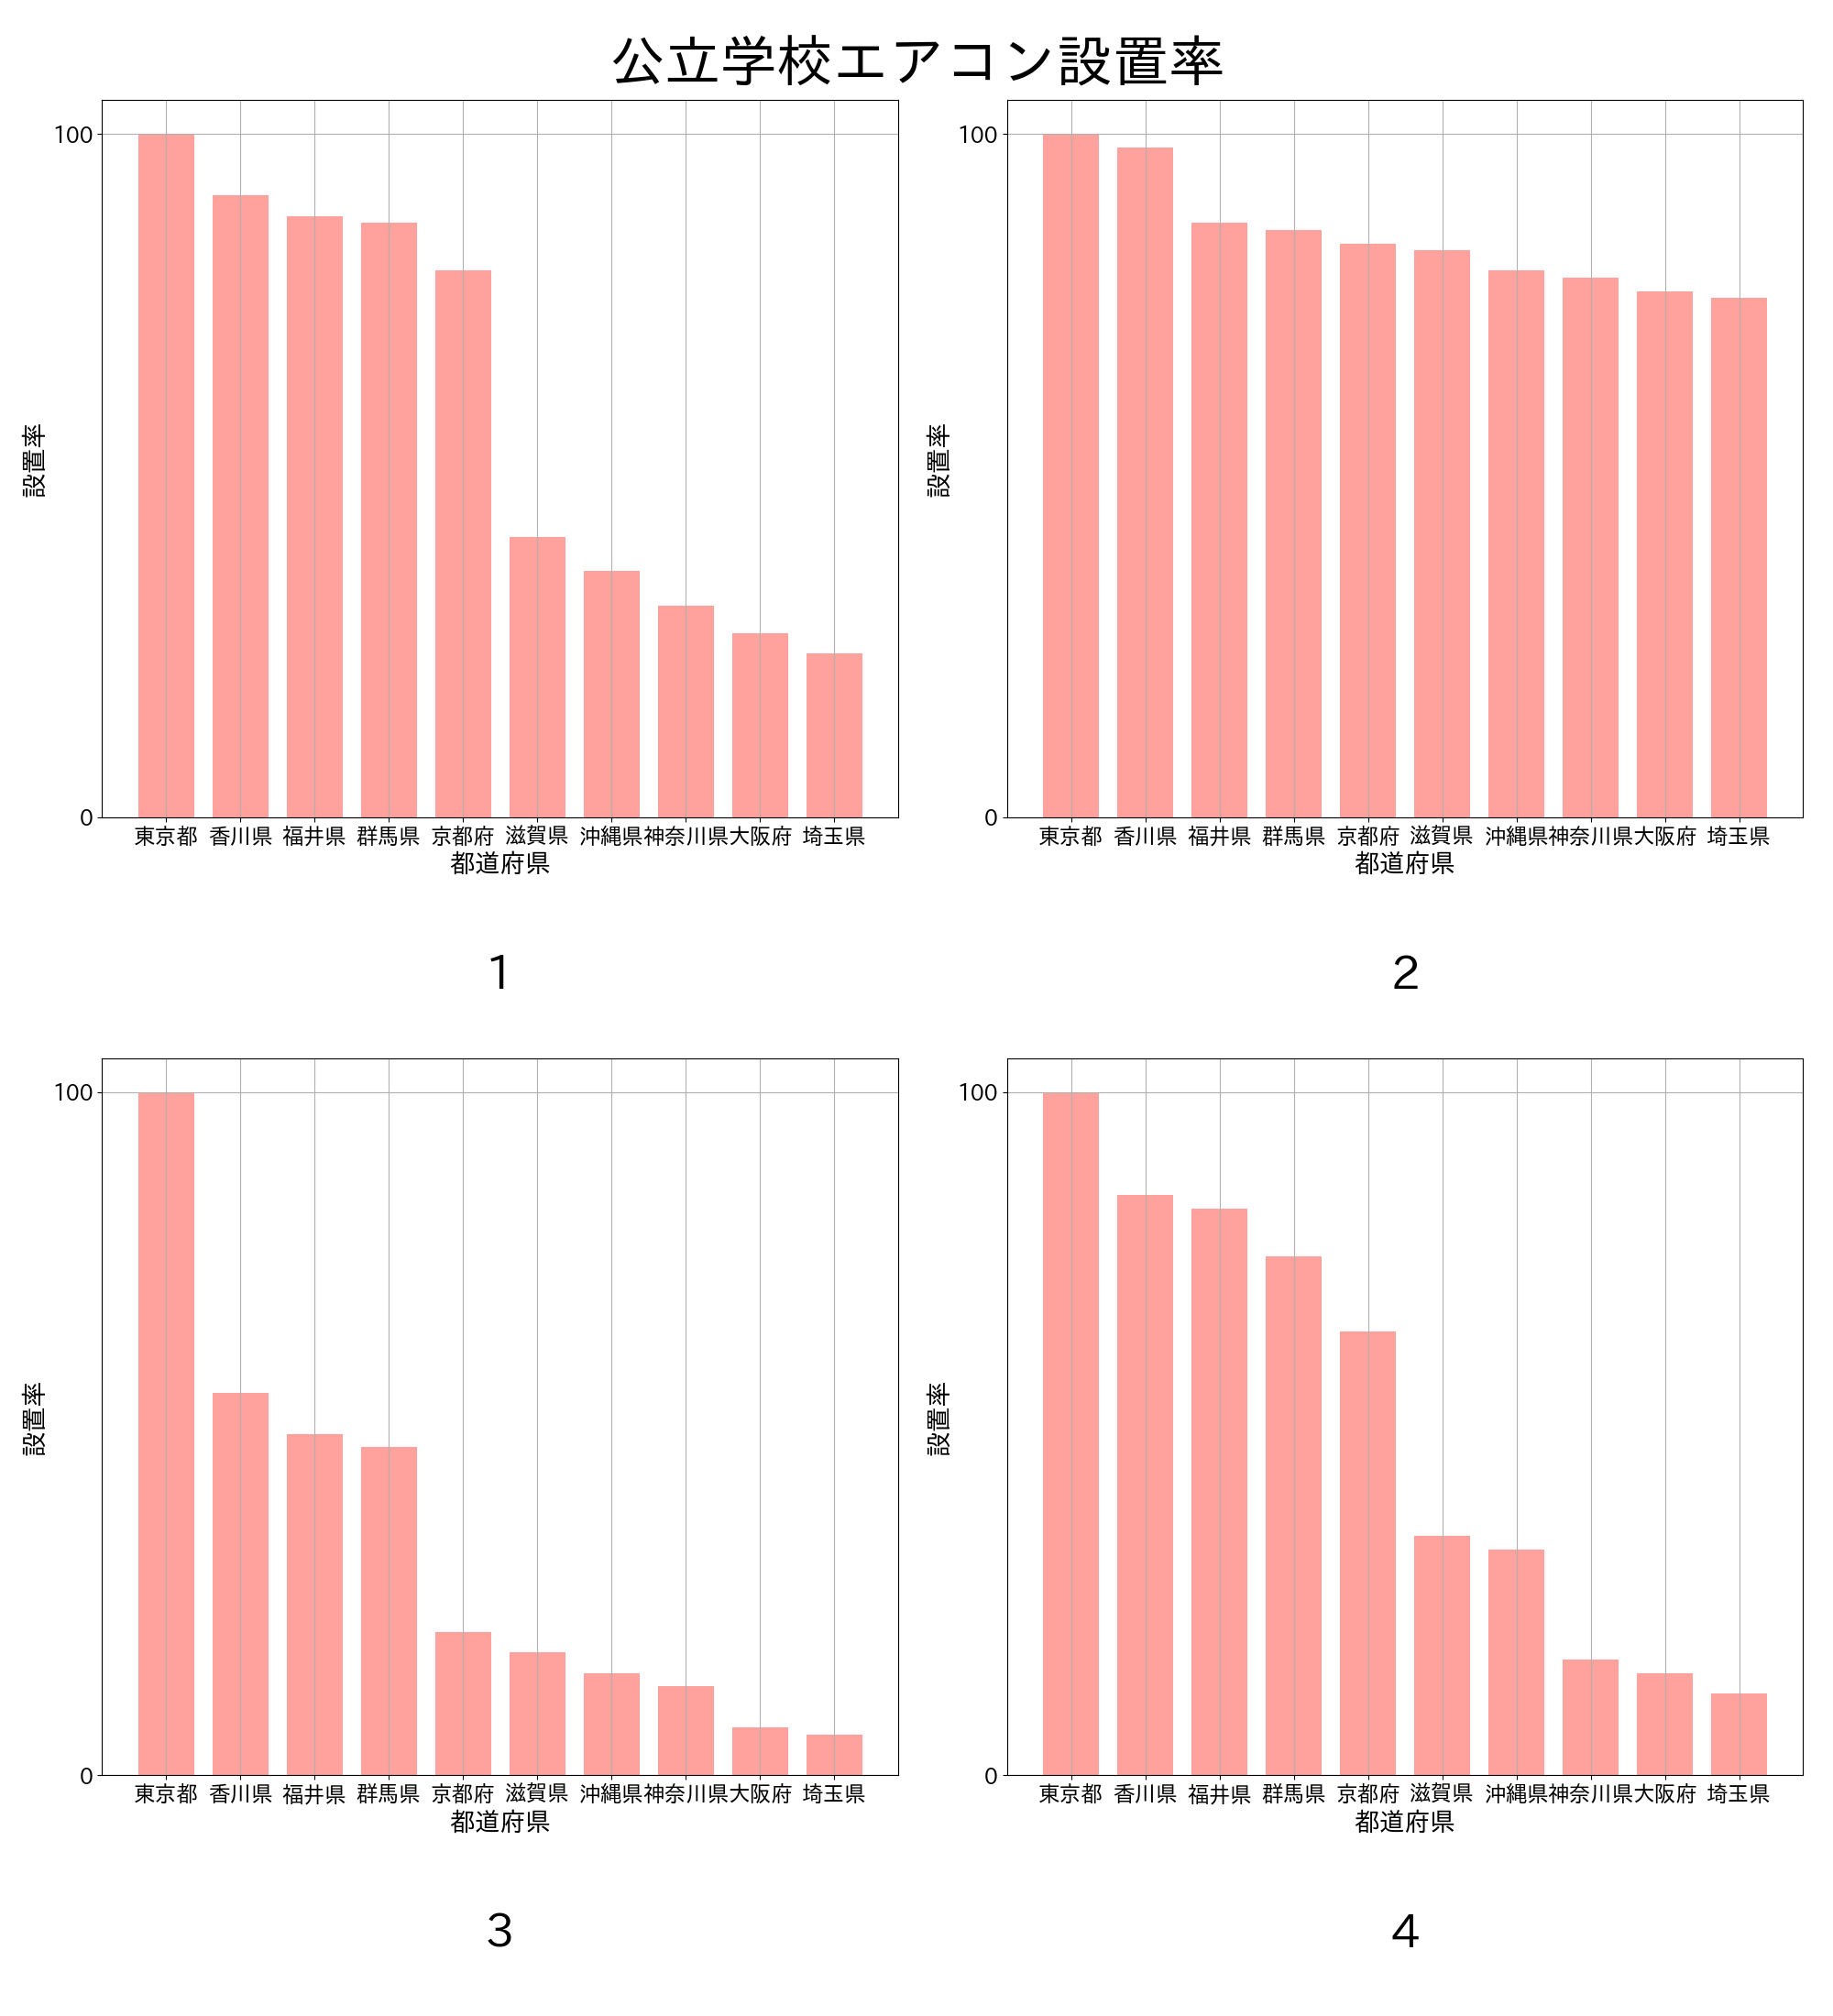 公立学校エアコン設置率
100
0
設置率
東京都 香川県 福井県 群馬県 京都府 滋賀県 沖縄県 神奈川県 大阪府 埼玉県
都道府県
1
100
0
設置率
東京都 香川県 福井県 群馬県 京都府 滋賀県 沖縄県 神奈川県 大阪府 埼玉県
都道府県
2
100
0
設置率
東京都 香川県 福井県 群馬県 京都府 滋賀県 沖縄県 神奈川県 大阪府 埼玉県
都道府県
3
100
0
設置率
東京都 香川県 福井県 群馬県 京都府 滋賀県 沖縄県 神奈川県 大阪府 埼玉県
都道府県
4